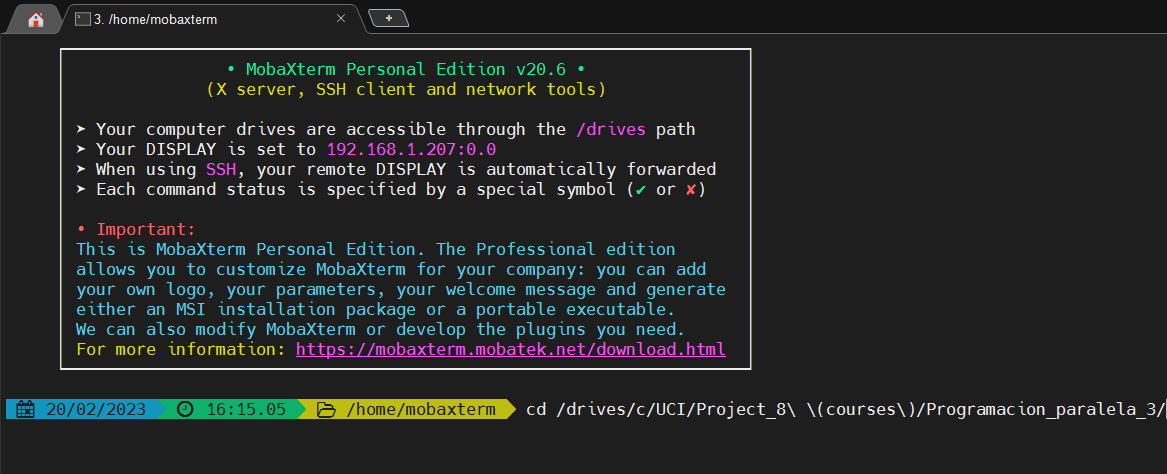 3. /home/mobaxterm
• MobaXterm Personal Edition v20.6 •
(X server, SSH client and network tools)
➤ Your computer drives are accessible through the /drives path
➤ Your DISPLAY is set to 192.168.1.207:0.0
➤ When using SSH, your remote DISPLAY is automatically forwarded
➤ Each command status is specified by a special symbol (✔ or ✘)
• Important:
This is MobaXterm Personal Edition. The Professional edition
allows you to customize MobaXterm for your company: you can add
your own logo, your parameters, your welcome message and generate
either an MSI installation package or a portable executable.
We can also modify MobaXterm or develop the plugins you need.
For more information: https://mobaxterm.mobatek.net/download.html
20/02/2023 16:15.05 /home/mobaxterm cd /drives/c/UCI/Project_8\ \(courses\)/Programacion_paralela_3/